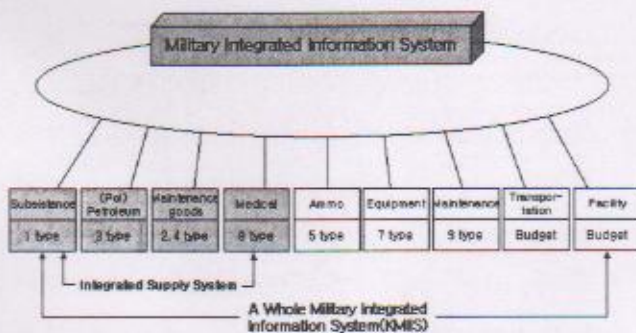 Military Integrated Information System
Subsistence
(Pol)
Petroleum
Maintenance
goods
Medical
Ammo
Equipment
Maintenance
Transpor-
tation
Facility
1 type
3 type
2, 4 type
8 type
5 type
7 type
9 type
Budget
Budget
Integrated Supply System
A Whole Military Integrated
Information System(KMIIS)